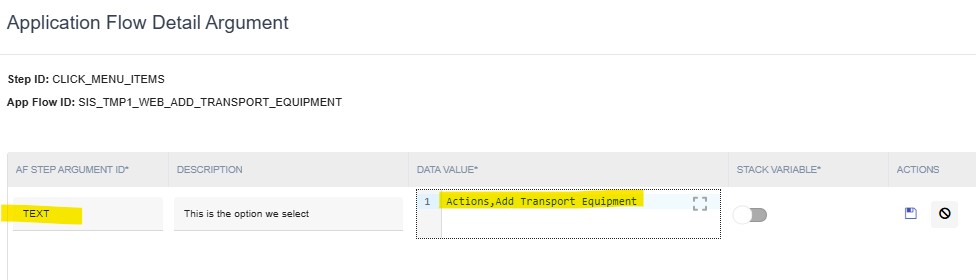 Application Flow Detail Argument
Step ID: CLICK_MENU_ITEMS
App Flow ID: SIS_TMP1_WEB_ADD_TRANSPORT_EQUIPMENT
AF STEP ARGUMENT ID* DESCRIPTION DATA VALUE* STACK VARIABLE* ACTIONS
TEXT This is the option we select 1 Actions,Add Transport Equipment